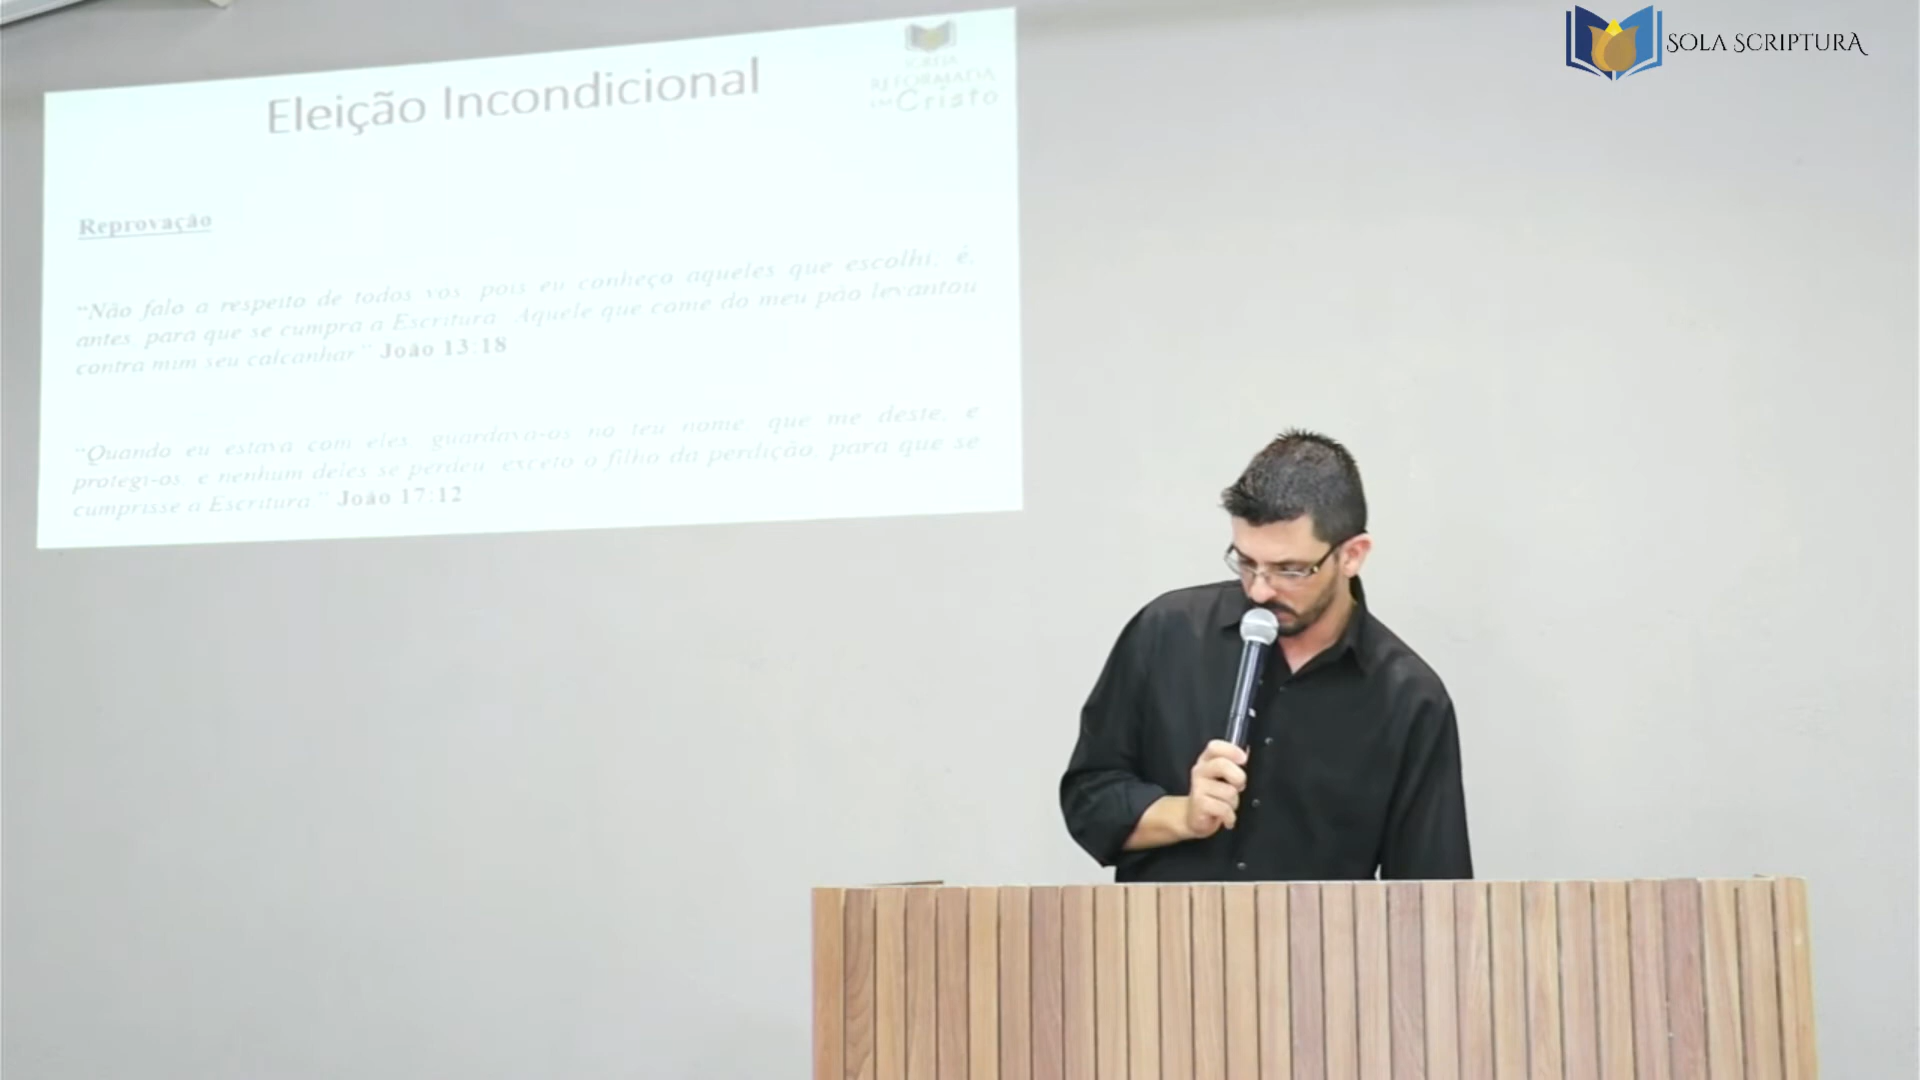 SOLA SCRIPTURA
IGREJA
REFORMADA
EM Cristo
Eleição Incondicional
Reprovação
“Não falo a respeito de todos vós, pois eu conheço aqueles que escolhi, é,
antes, para que se cumpra a Escritura: Aquele que come do meu pão levantou
contra mim seu calcanhar” João 13:18
“Quando eu estava com eles, guardava-os no teu nome, que me deste, e
protegi-os, e nenhum deles se perdeu, exceto o filho da perdição, para que se
cumprisse a Escritura.” João 17:12